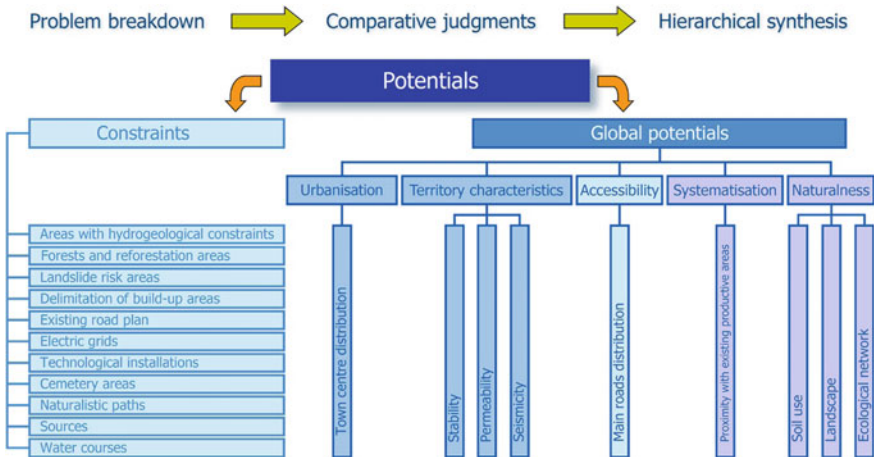 Problem breakdown
Comparative judgments
Hierarchical synthesis
Potentials
Constraints
Global potentials
Urbanisation
Territory characteristics
Accessibility
Systematisation
Naturalness
Areas with hydrogeological constraints
Forests and reforestation areas
Landslide risk areas
Delimitation of build-up areas
Existing road plan
Electric grids
Technological installations
Cemetery areas
Naturalistic paths
Sources
Water courses
Town centre distribution
Stability
Permeability
Seismicity
Main roads distribution
Proximity with existing productive areas
Soil use
Landscape
Ecological network